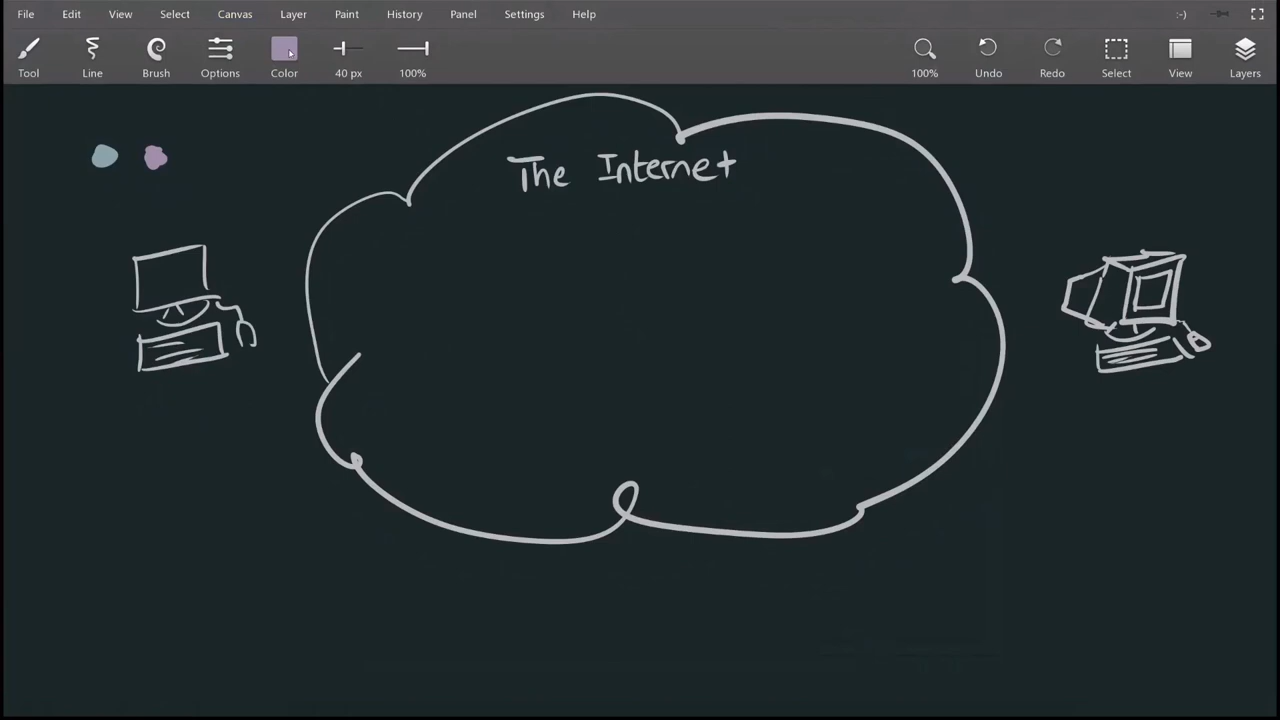 File Edit View Select Canvas Layer Paint History Panel Settings Help :-)
Tool Line Brush Options Color 40 px 100% 100% Undo Redo Select View Layers
The Internet